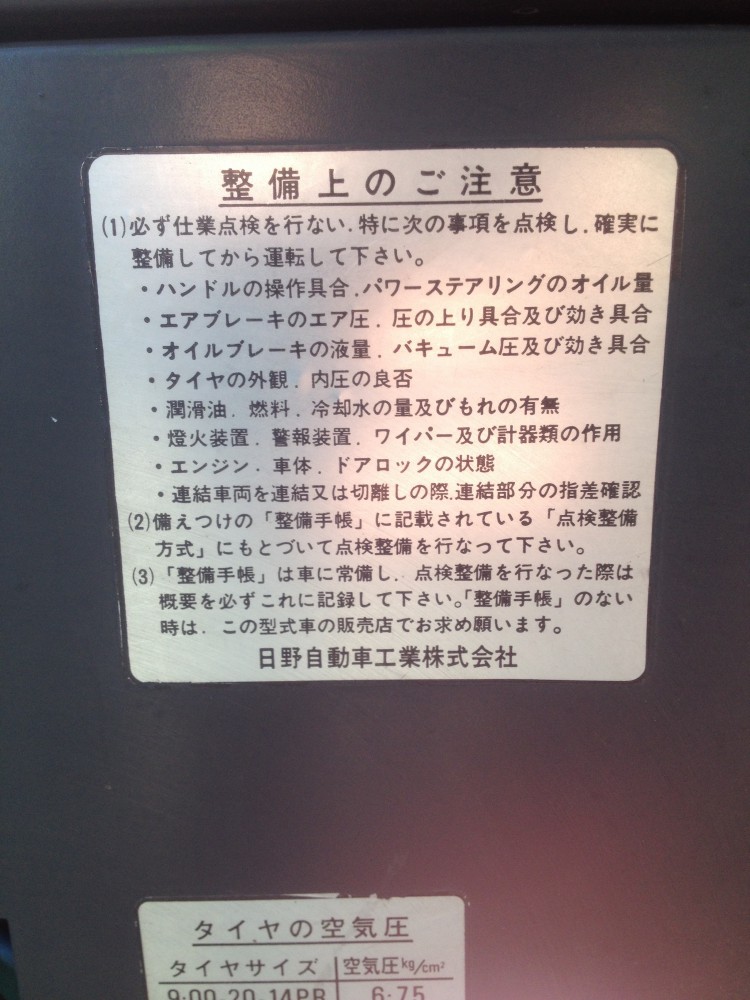 整備上のご注意
(1)必ず仕業点検を行ない.特に次の事項を点検し.確実に
整備してから運転して下さい。
・ハンドルの操作具合.パワーステアリングのオイル量
・エアブレーキのエア圧.圧の上り具合及び効き具合
・オイルブレーキの液量.バキューム圧及び効き具合
・タイヤの外観.内圧の良否
・潤滑油.燃料.冷却水の量及びもれの有無
・燈火装置.警報装置.ワイパー及び計器類の作用
・エンジン.車体.ドアロックの状態
・連結車両を連結又は切離しの際.連結部分の指差確認
(2)備えつけの「整備手帳」に記載されている「点検整備
方式」にもとづいて点検整備を行なって下さい。
(3)「整備手帳」は車に常備し.点検整備を行なった際は
概要を必ずこれに記録して下さい。「整備手帳」のない
時は.この型式車の販売店でお求め願います。
日野自動車工業株式会社
タイヤの空気圧
タイヤサイズ 空気圧kg/cm²
9:00-20-14PR 6:75